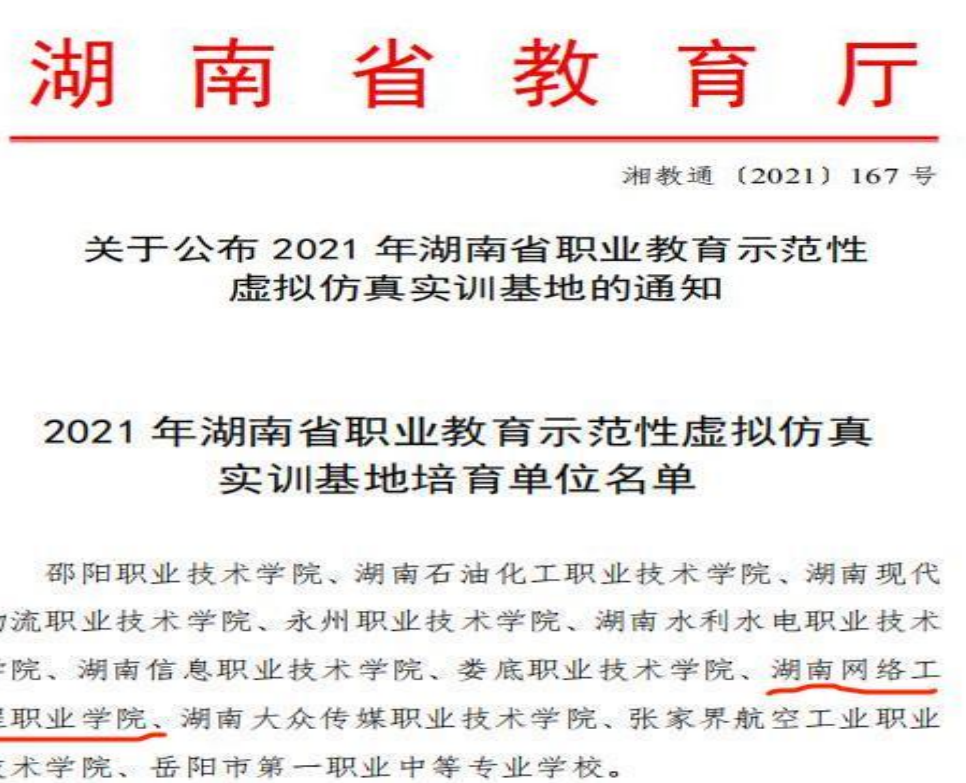 湖南省教育厅
湘教通〔2021〕167号
关于公布2021年湖南省职业教育示范性
虚拟仿真实训基地的通知
2021年湖南省职业教育示范性虚拟仿真
实训基地培育单位名单
邵阳职业技术学院、湖南石油化工职业技术学院、湖南现代
物流职业技术学院、永州职业技术学院、湖南水利水电职业技术
学院、湖南信息职业技术学院、娄底职业技术学院、湖南网络工
程职业学院、湖南大众传媒职业技术学院、张家界航空工业职业
技术学院、岳阳市第一职业中等专业学校。